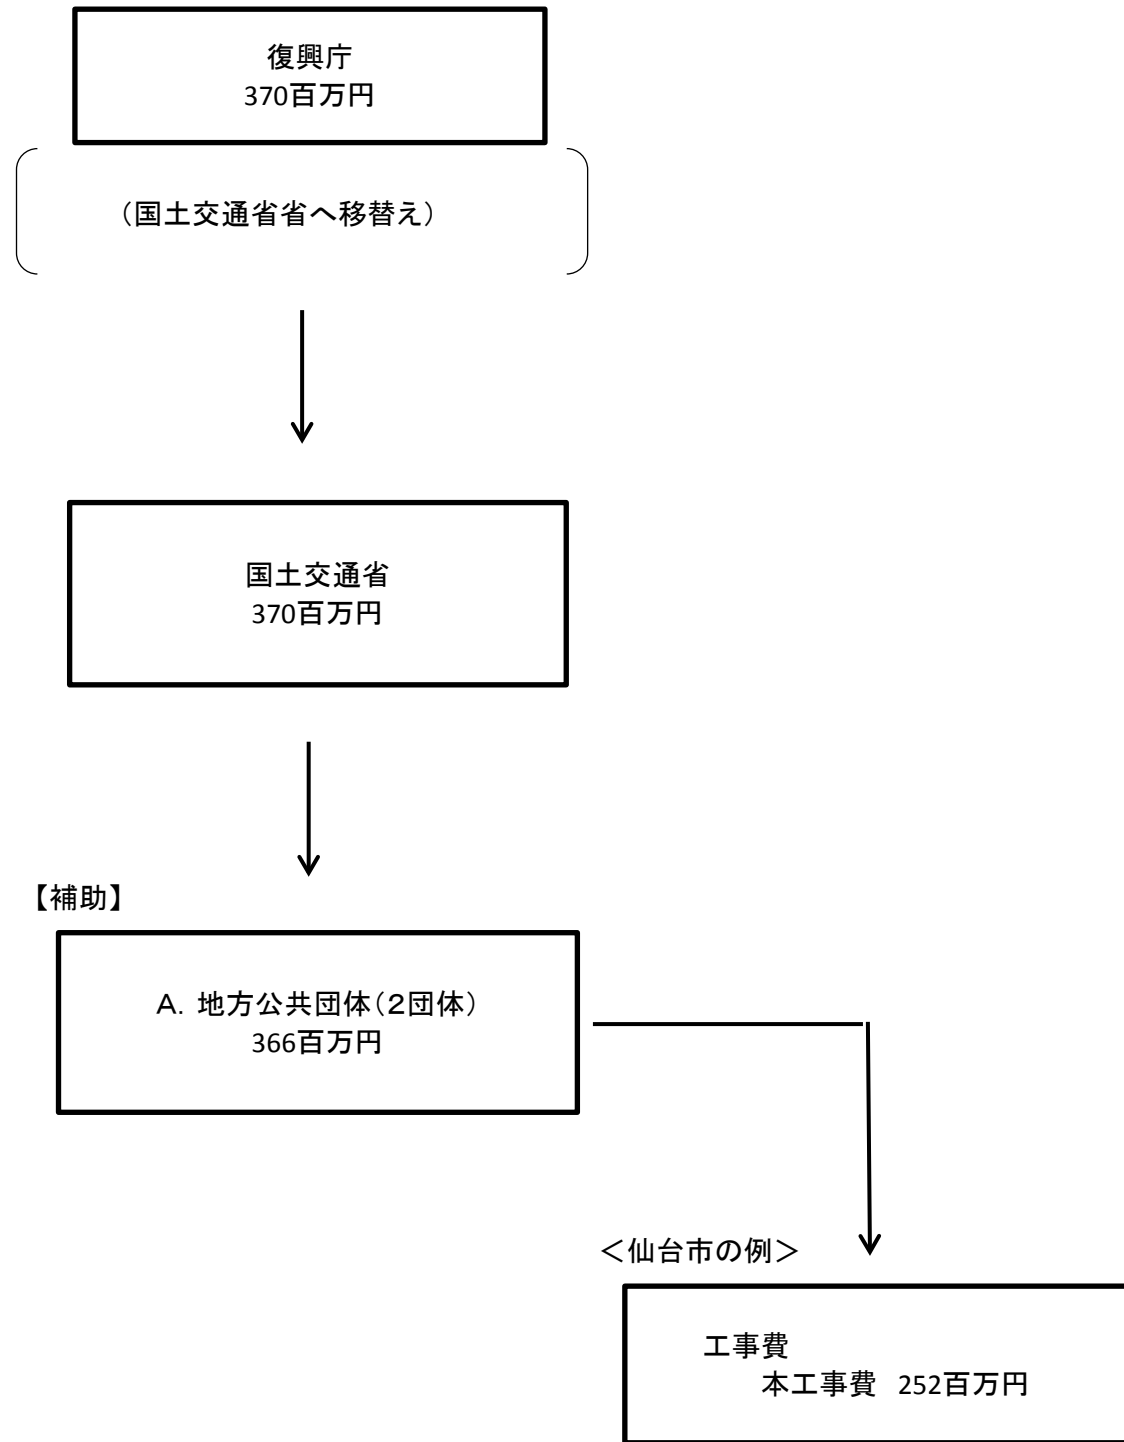 復興庁
370百万円
（国土交通省省へ移替え）
国土交通省
370百万円
【補助】
A．地方公共団体（２団体）
366百万円
＜仙台市の例＞
工事費
本工事費　252百万円